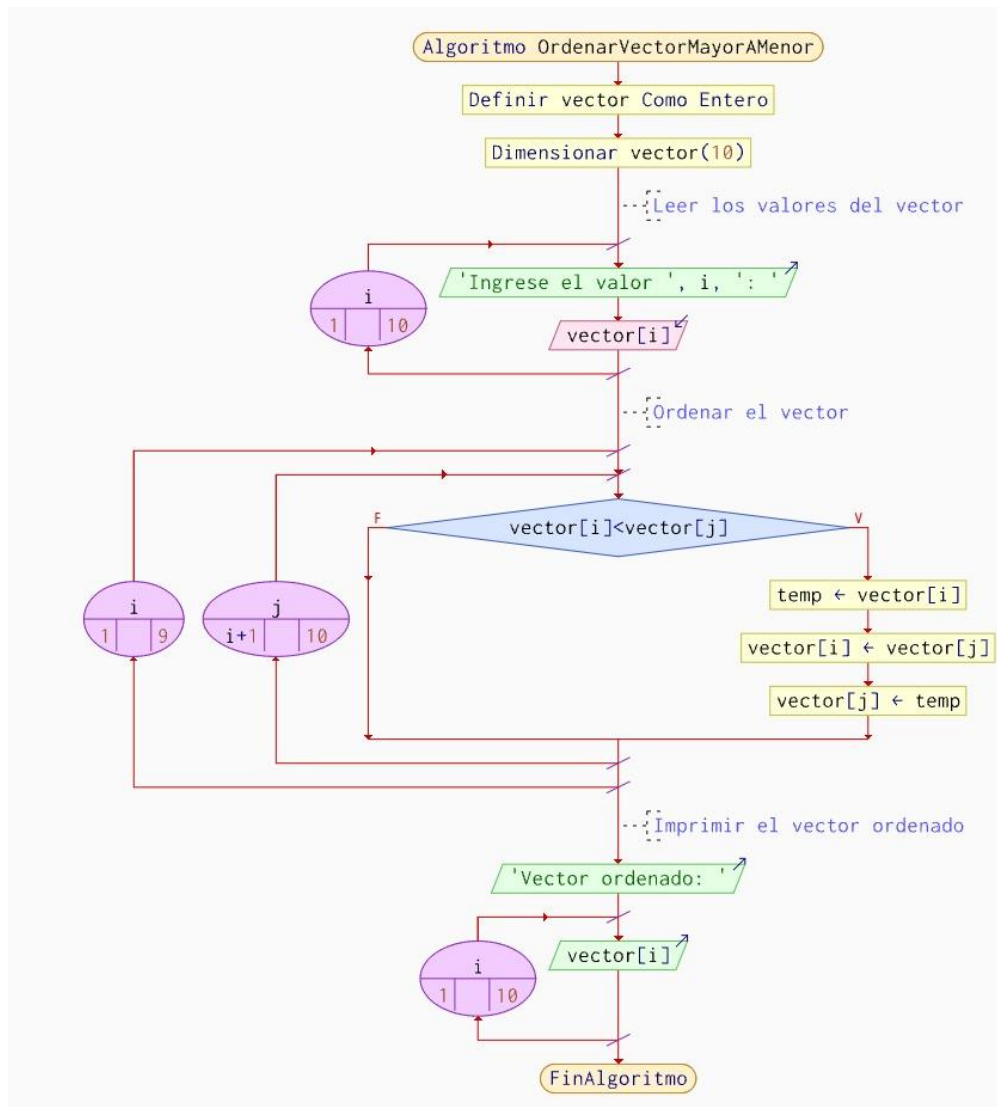 Algoritmo OrdenarVectorMayorAMenor
Definir vector Como Entero
Dimensionar vector(10)
Leer los valores del vector
'Ingrese el valor ', i, ': '
i
1 10
vector[i]
Ordenar el vector
F
vector[i]<vector[j]
V
i
1 9
j
i+1 10
temp ← vector[i]
vector[i] ← vector[j]
vector[j] ← temp
Imprimir el vector ordenado
'Vector ordenado: '
vector[i]
i
1 10
FinAlgoritmo